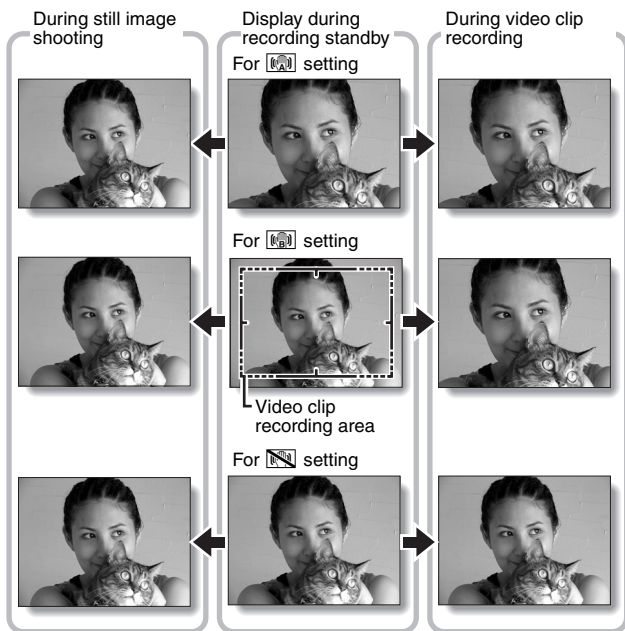 During still image
shooting
Display during
recording standby
During video clip
recording
For A setting
For B setting
Video clip
recording area
For setting